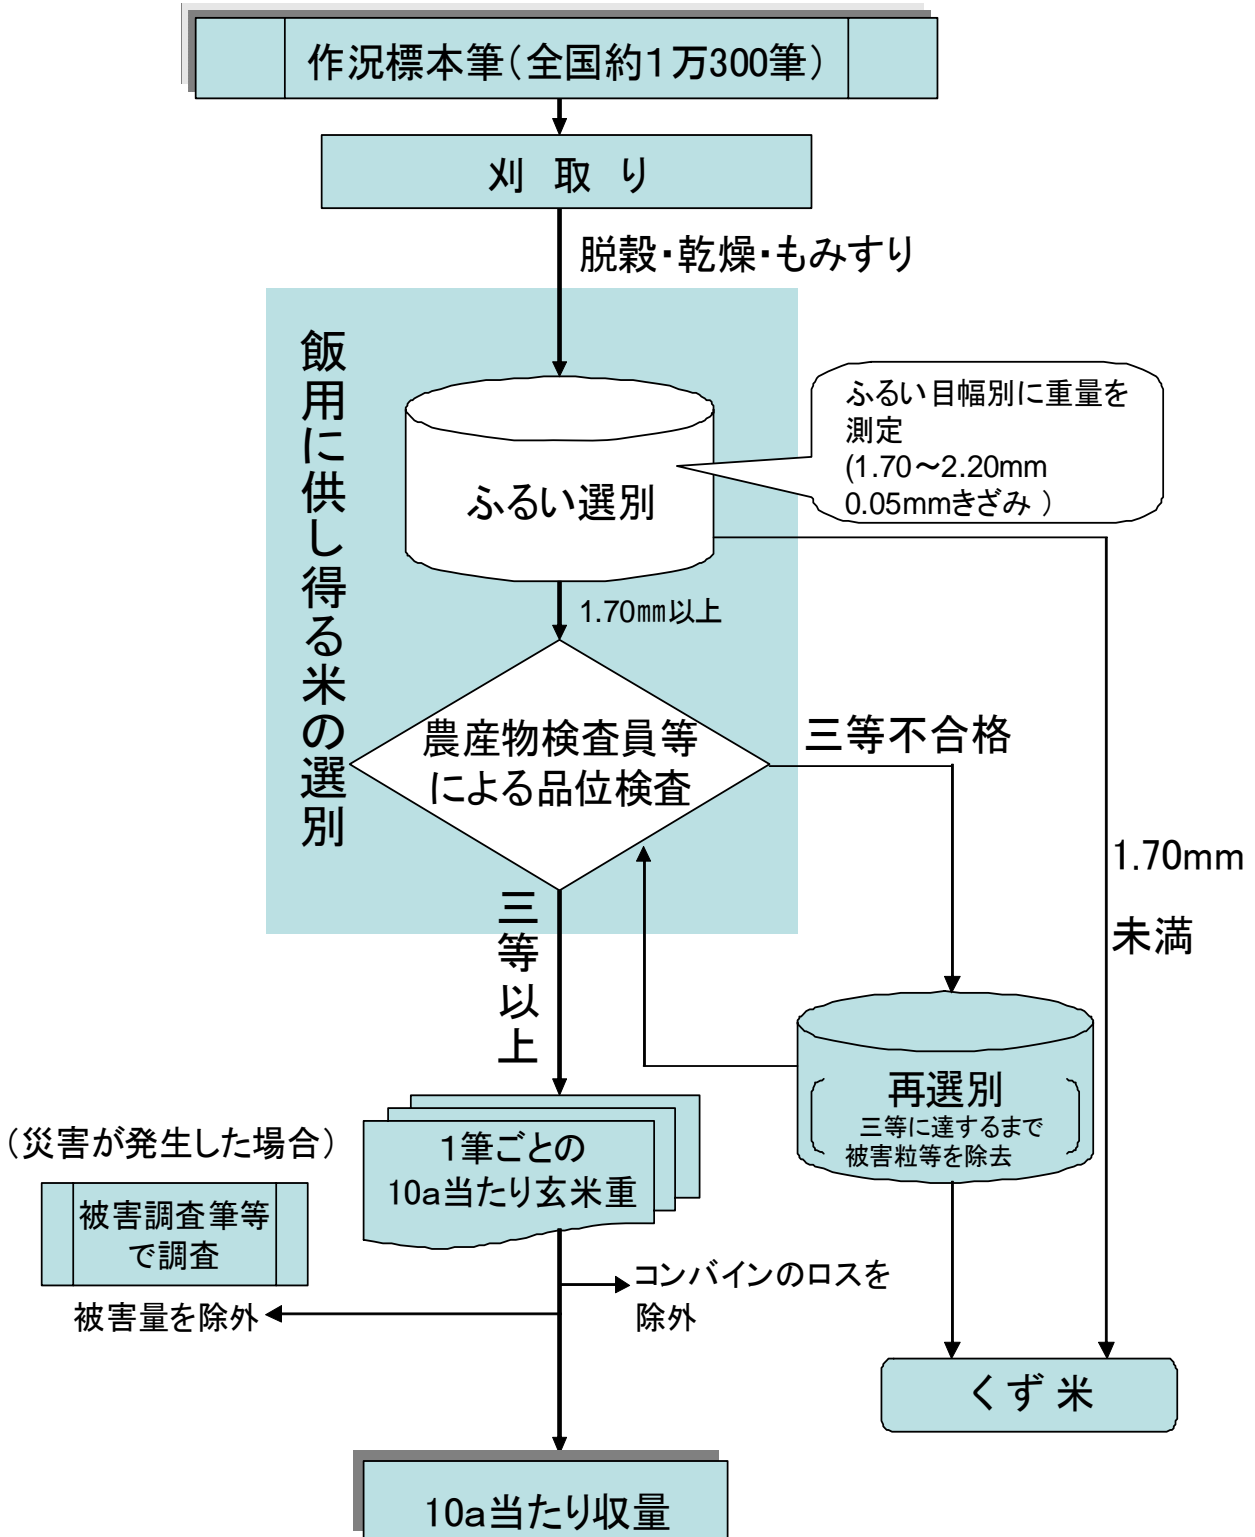 作況標本筆（全国約１万300筆）
刈　取　り
脱穀・乾燥・もみすり
飯用に供し得る米の選別
ふるい目幅別に重量を
測定
(1.70～2.20mm
0.05mmきざみ ）
ふるい選別
1.70㎜以上
農産物検査員等
による品位検査
三等不合格
1.70mm
未満
三等以上
再選別
三等に達するまで
被害粒等を除去
（災害が発生した場合）
被害調査筆等
で調査
１筆ごとの
10a当たり玄米重
コンバインのロスを
除外
被害量を除外
くず 米
10a当たり収量